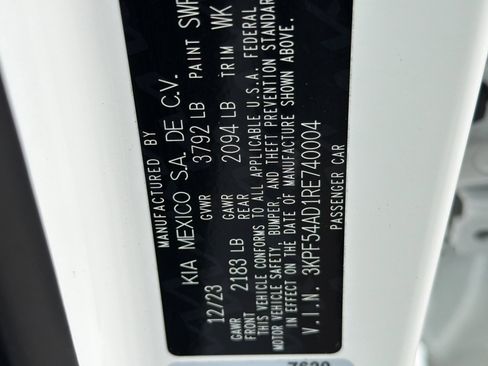 MANUFACTURED BY
KIA MEXICO S.A. DE C.V.
12/23 GVWR 3792 LB PAINT SWP
GAWR FRONT 2183 LB GAWR REAR 2094 LB TRIM WK
THIS VEHICLE CONFORMS TO ALL APPLICABLE U.S.A. FEDERAL
MOTOR VEHICLE SAFETY, BUMPER, AND THEFT PREVENTION STANDAR
IN EFFECT ON THE DATE OF MANUFACTURE SHOWN ABOVE.
V.I.N. 3KPF54AD1RE740004
PASSENGER CAR